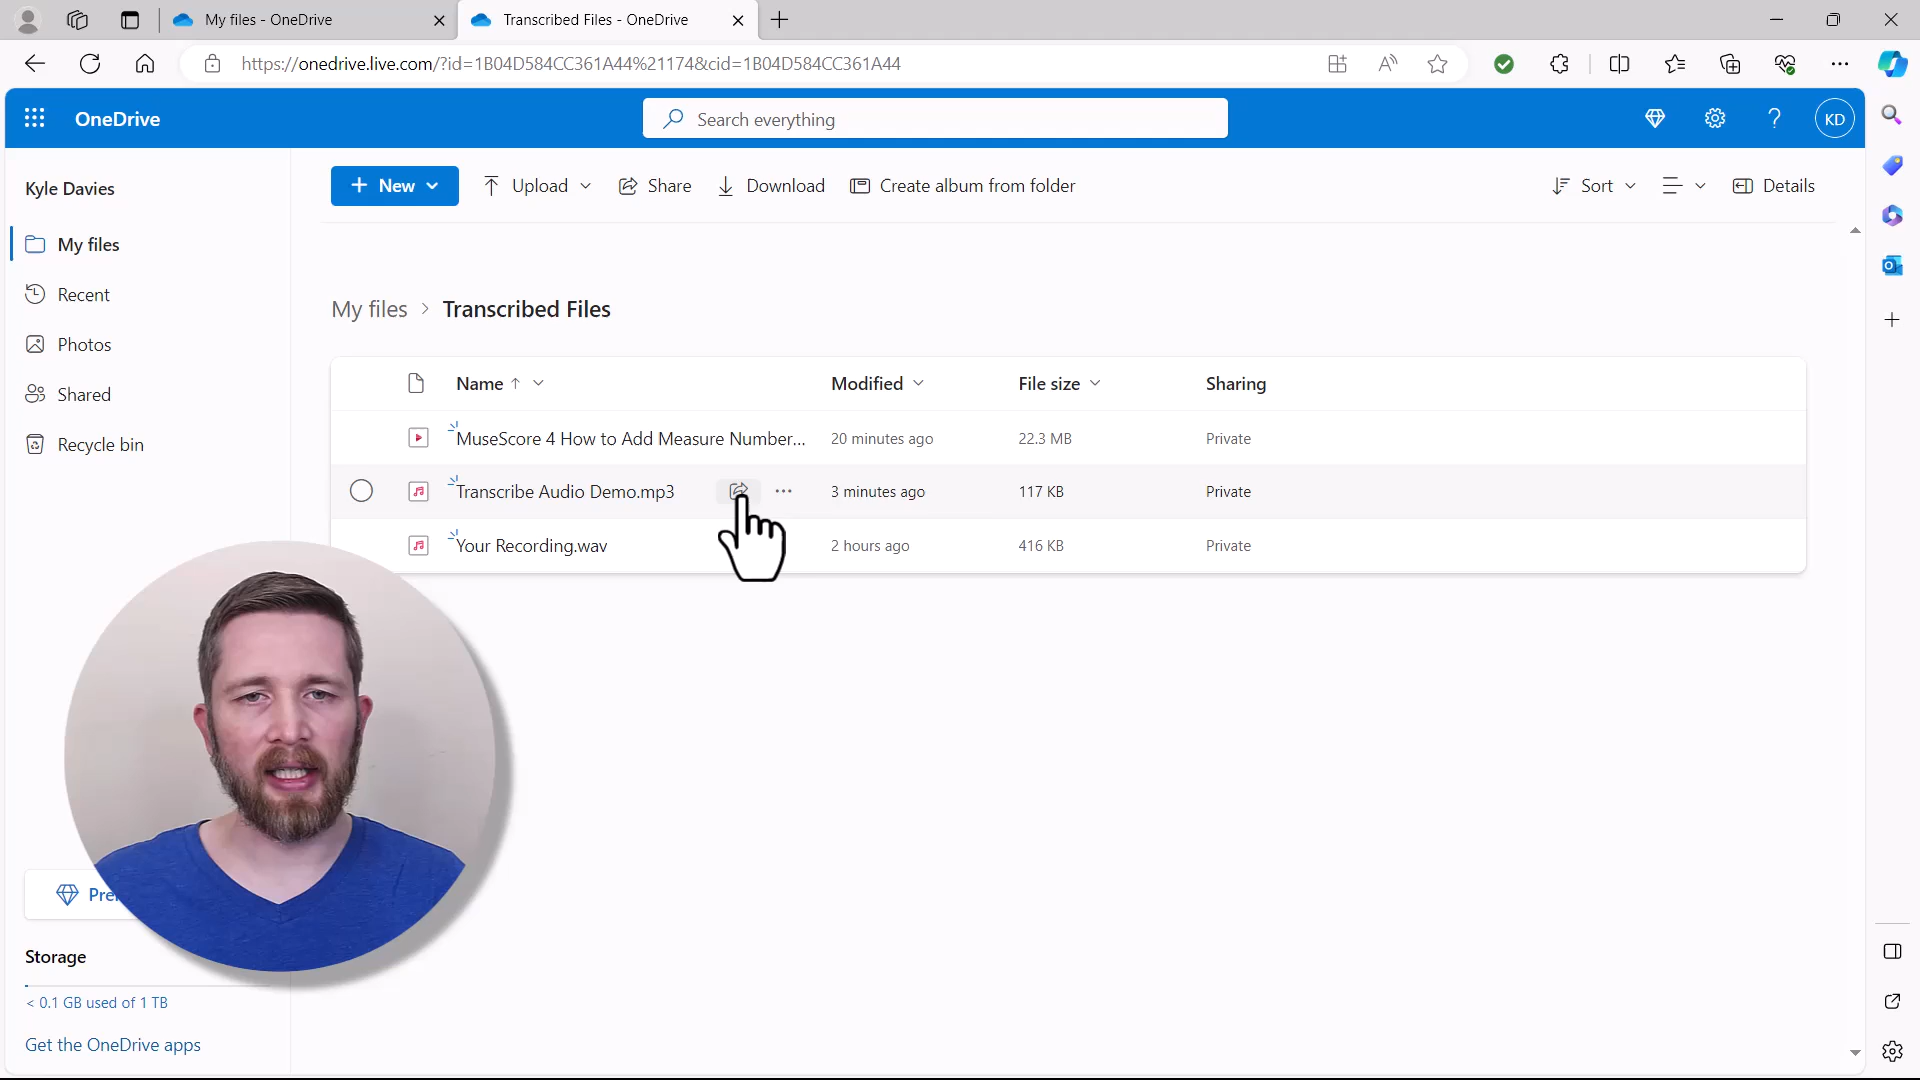 My files - OneDrive
Transcribed Files - OneDrive
https://onedrive.live.com/?id=1B04D584CC361A44%21174&cid=1B04D584CC361A44
OneDrive
Search everything
KD
Kyle Davies
New
Upload
Share
Download
Create album from folder
Sort
Details
My files
Recent
Photos
Shared
Recycle bin
My files > Transcribed Files
Name
Modified
File size
Sharing
MuseScore 4 How to Add Measure Number...
20 minutes ago
22.3 MB
Private
Transcribe Audio Demo.mp3
3 minutes ago
117 KB
Private
Your Recording.wav
2 hours ago
416 KB
Private
Storage
< 0.1 GB used of 1 TB
Get the OneDrive apps